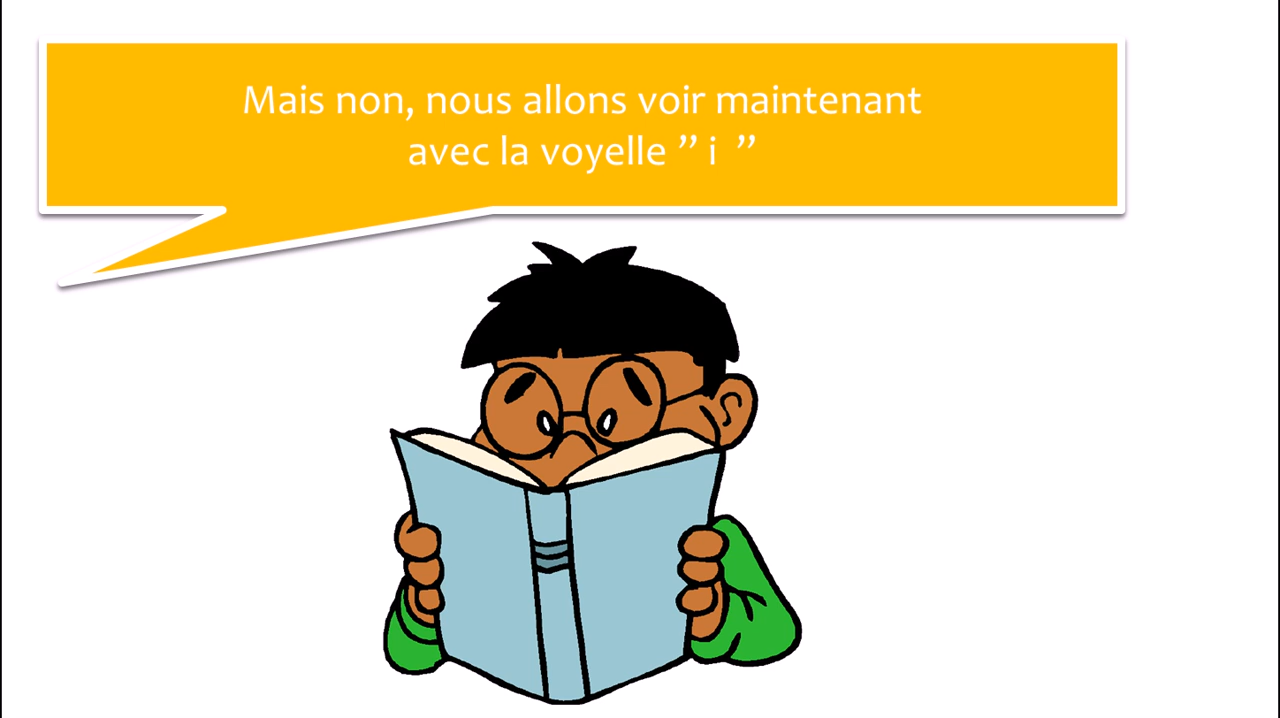 Mais non, nous allons voir maintenant
avec la voyelle ” i  ”